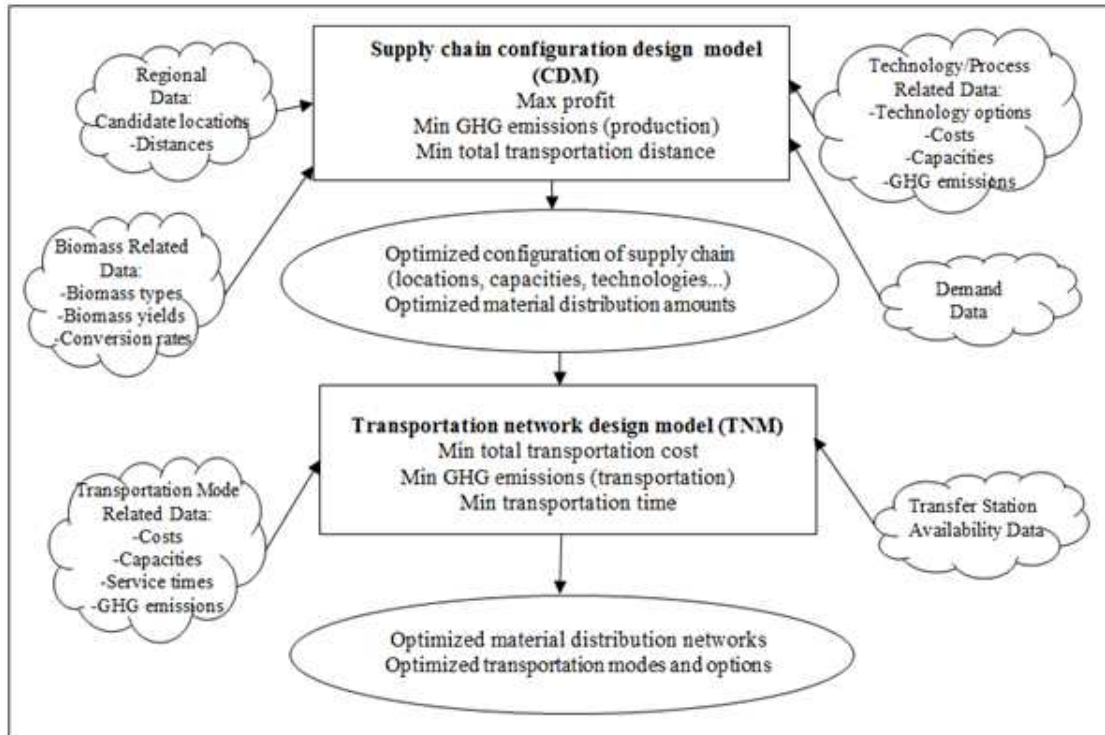 Supply chain configuration design model
(CDM)
Max profit
Min GHG emissions (production)
Min total transportation distance
Regional
Data:
-Candidate locations
-Distances
Technology/Process
Related Data:
-Technology options
-Costs
-Capacities
-GHG emissions
Biomass Related
Data:
-Biomass types
-Biomass yields
-Conversion rates
Optimized configuration of supply chain
(locations, capacities, technologies...)
Optimized material distribution amounts
Demand
Data
Transportation network design model (TNM)
Min total transportation cost
Min GHG emissions (transportation)
Min transportation time
Transportation Mode
Related Data:
-Costs
-Capacities
-Service times
-GHG emissions
Transfer Station
Availability Data
Optimized material distribution networks
Optimized transportation modes and options